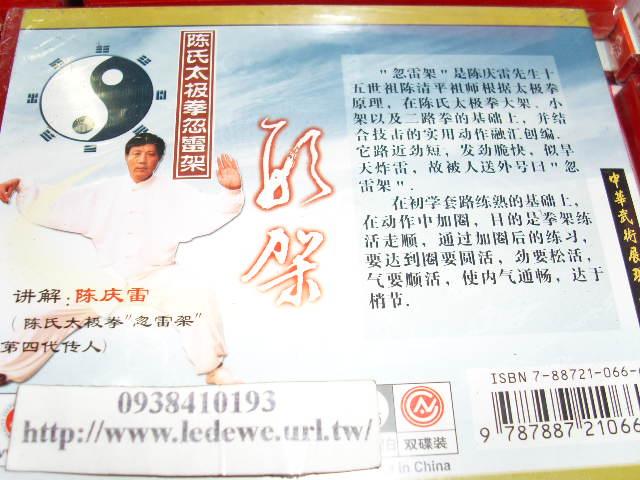 陈氏太极拳忽雷架
架
"忽雷架"是陈庆雷先生十
五世祖陈清平祖师根据太极拳
原理，在陈氏太极拳大架、小
架以及二路拳的基础上，并结
合技击的实用动作融汇创编.
它路近劲短，发劲脆快，似旱
天炸雷，故被人送外号曰"忽
雷架".
在初学套路练熟的基础上，
在动作中加圈，目的是拳架练
活走顺，通过加圈后的练习，
要达到圈要圆活，劲要松活，
气要顺活，使内气通畅，达于
梢节.
中華武術展
讲解：陈庆雷
（陈氏太极拳"忽雷架"
第四代传人）
ISBN 7-88721-066-
9 787887 21066
双碟装
in China
0938410193
http://www.ledewe.url.tw/